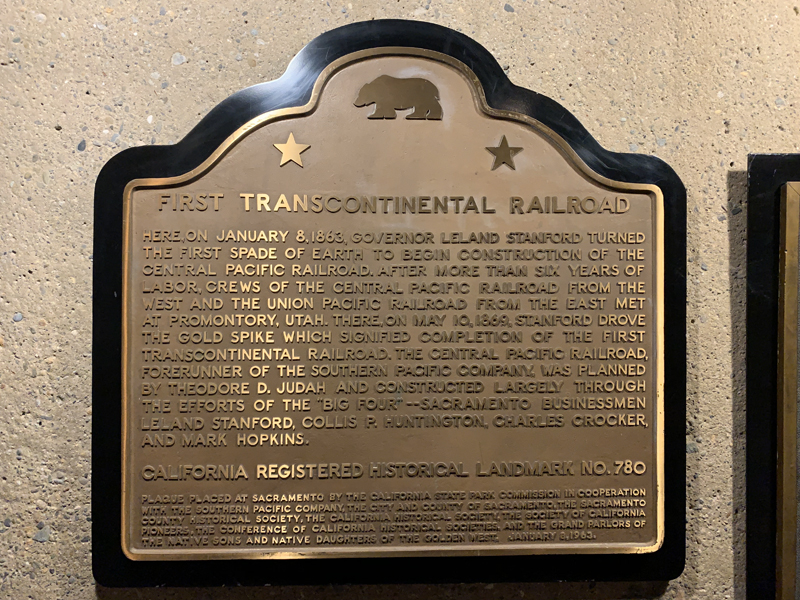 FIRST TRANSCONTINENTAL RAILROAD
HERE, ON JANUARY 8, 1863, GOVERNOR LELAND STANFORD TURNED
THE FIRST SPADE OF EARTH TO BEGIN CONSTRUCTION OF THE
CENTRAL PACIFIC RAILROAD. AFTER MORE THAN SIX YEARS OF
LABOR, CREWS OF THE CENTRAL PACIFIC RAILROAD FROM THE
WEST AND THE UNION PACIFIC RAILROAD FROM THE EAST MET
AT PROMONTORY, UTAH. THERE, ON MAY 10, 1869, STANFORD DROVE
THE GOLD SPIKE WHICH SIGNIFIED COMPLETION OF THE FIRST
TRANSCONTINENTAL RAILROAD. THE CENTRAL PACIFIC RAILROAD,
FORERUNNER OF THE SOUTHERN PACIFIC COMPANY, WAS PLANNED
BY THEODORE D. JUDAH AND CONSTRUCTED LARGELY THROUGH
THE EFFORTS OF THE "BIG FOUR"--SACRAMENTO BUSINESSMEN
LELAND STANFORD, COLLIS P. HUNTINGTON, CHARLES CROCKER,
AND MARK HOPKINS.
CALIFORNIA REGISTERED HISTORICAL LANDMARK NO. 780
PLAQUE PLACED AT SACRAMENTO BY THE CALIFORNIA STATE PARK COMMISSION IN COOPERATION
WITH THE SOUTHERN PACIFIC COMPANY, THE CITY AND COUNTY OF SACRAMENTO, THE SACRAMENTO
COUNTY HISTORICAL SOCIETY, THE CALIFORNIA HISTORICAL SOCIETY, THE SOCIETY OF CALIFORNIA
PIONEERS, THE CONFERENCE OF CALIFORNIA HISTORICAL SOCIETIES, AND THE GRAND PARLORS OF
THE NATIVE SONS AND NATIVE DAUGHTERS OF THE GOLDEN WEST. JANUARY 8, 1963.